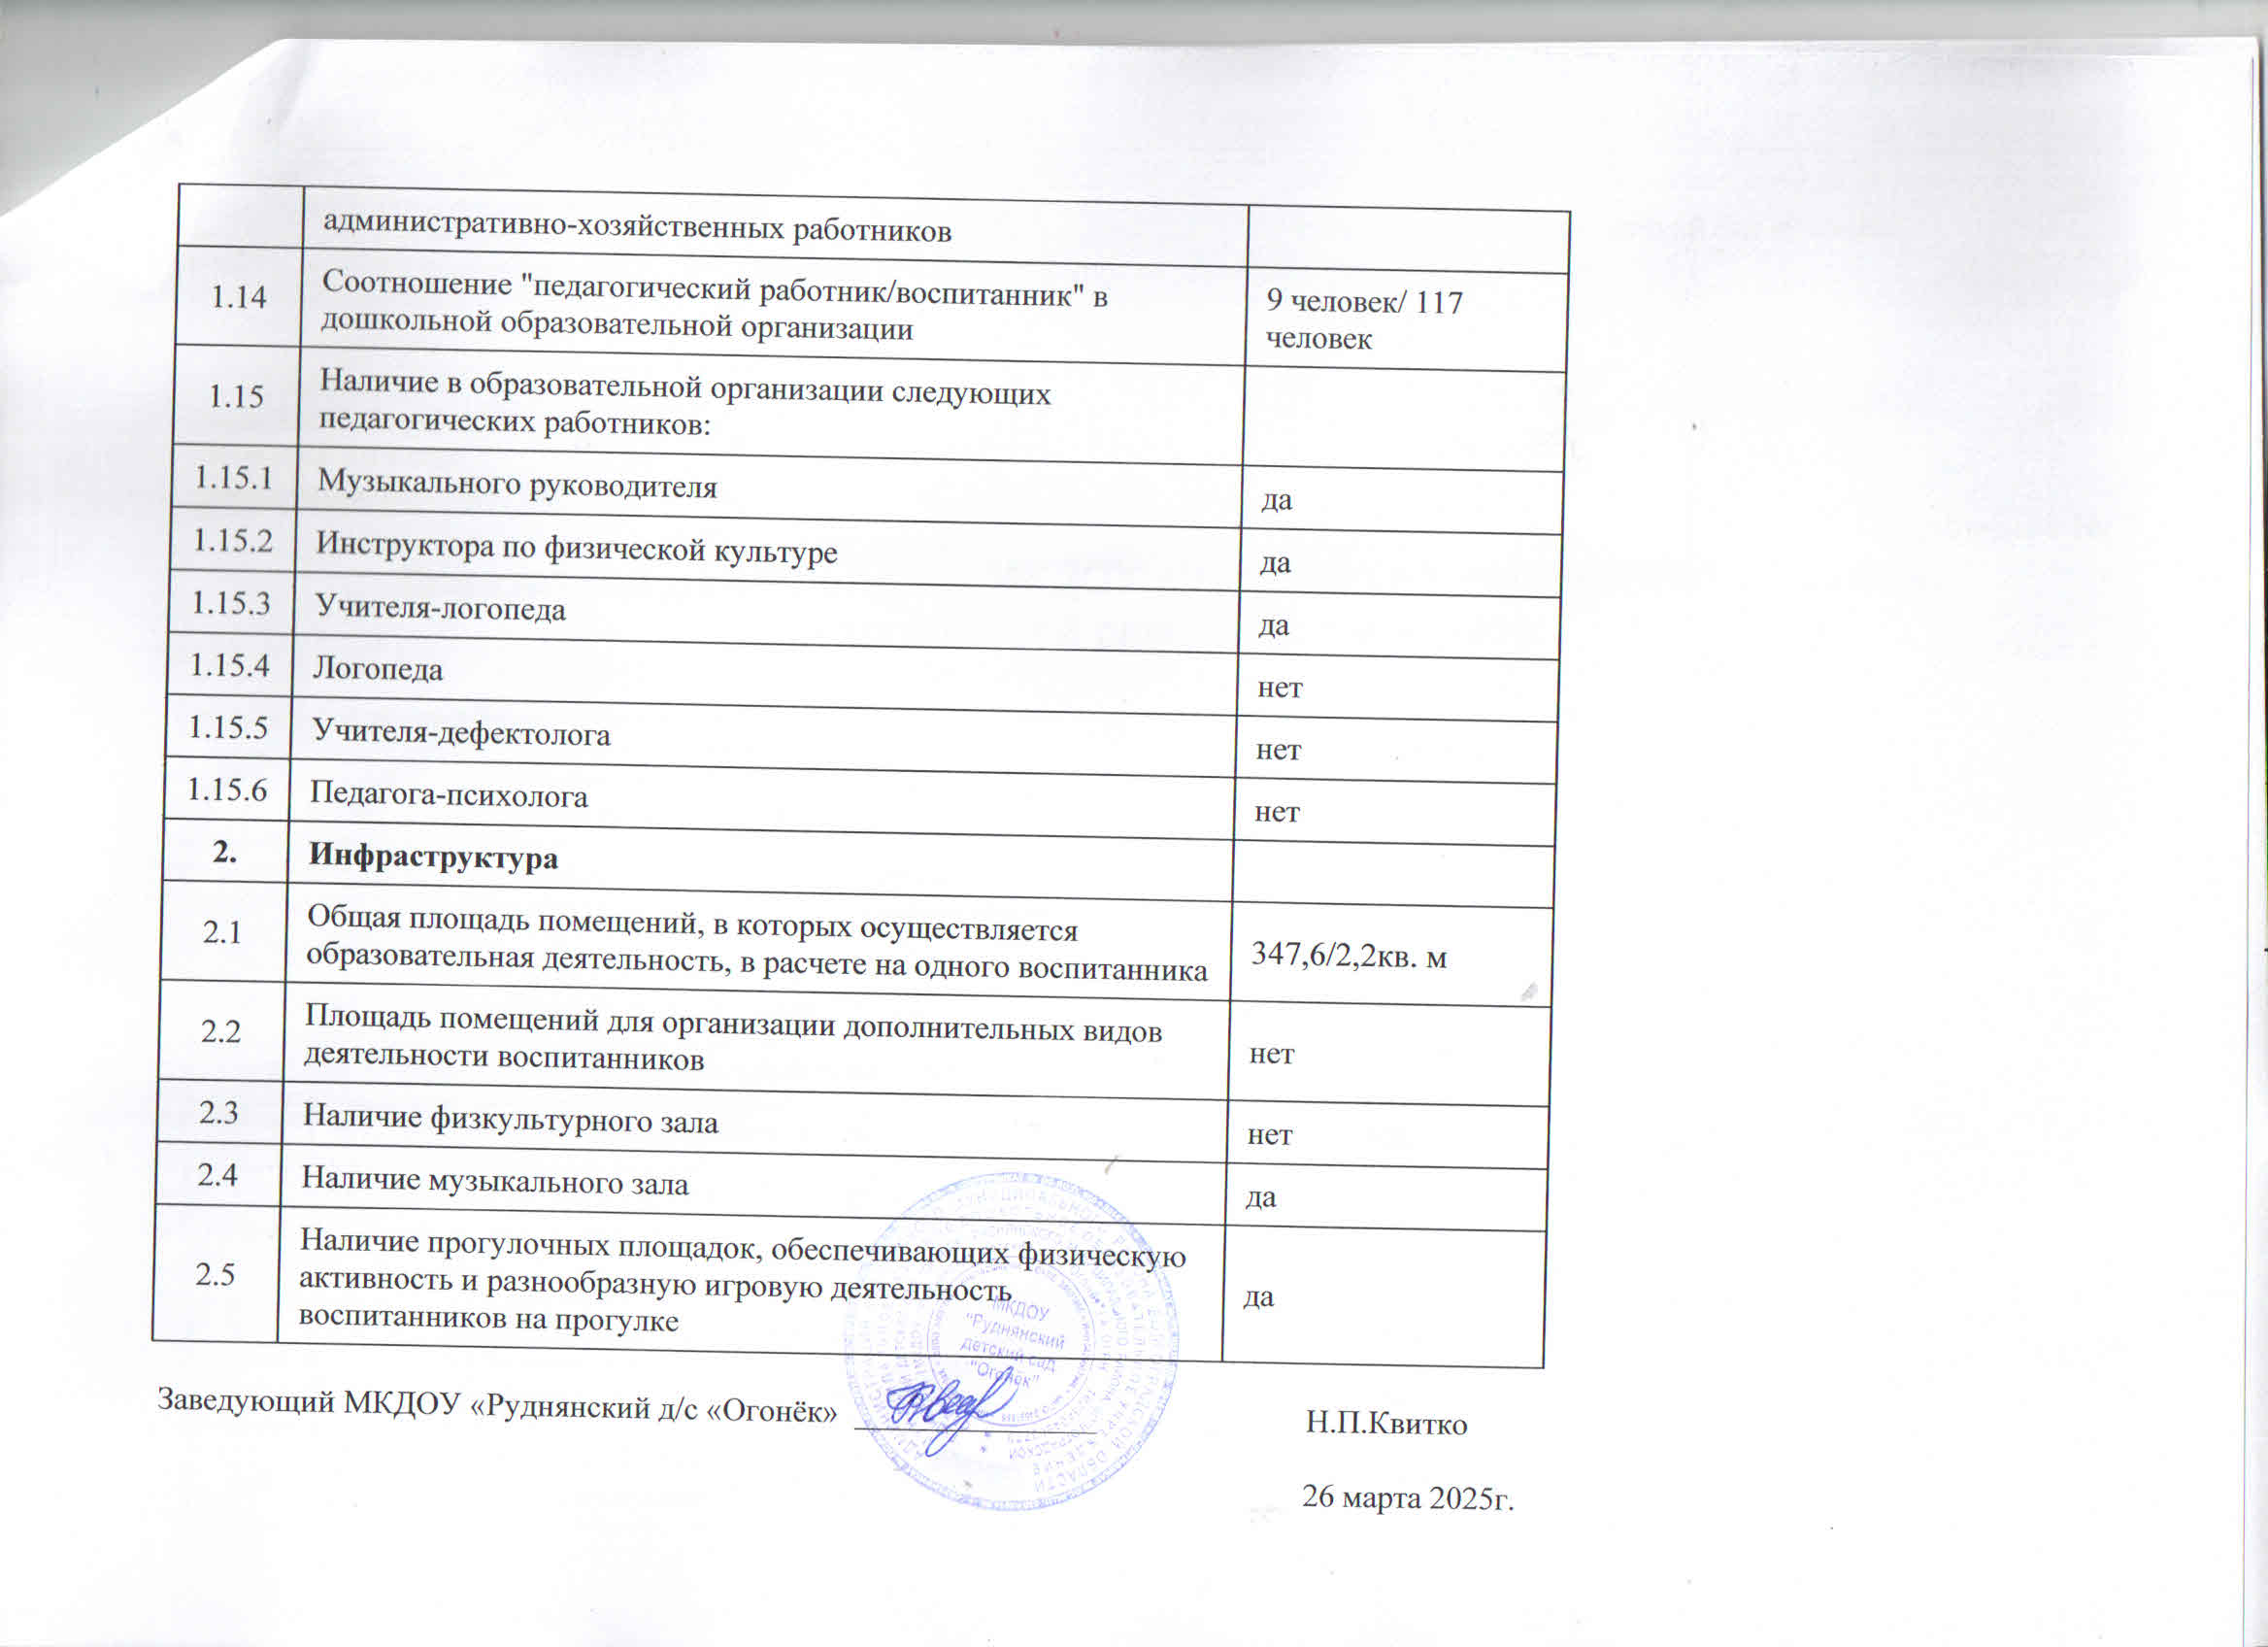 административно-хозяйственных работников
1.14
Соотношение "педагогический работник/воспитанник" в
дошкольной образовательной организации
9 человек/ 117
человек
1.15
Наличие в образовательной организации следующих
педагогических работников:
1.15.1 Музыкального руководителя да
1.15.2 Инструктора по физической культуре да
1.15.3 Учителя-логопеда да
1.15.4 Логопеда нет
1.15.5 Учителя-дефектолога нет
1.15.6 Педагога-психолога нет
2. Инфраструктура
2.1
Общая площадь помещений, в которых осуществляется
образовательная деятельность, в расчете на одного воспитанника
347,6/2,2кв. м
2.2
Площадь помещений для организации дополнительных видов
деятельности воспитанников
нет
2.3 Наличие физкультурного зала нет
2.4 Наличие музыкального зала да
2.5
Наличие прогулочных площадок, обеспечивающих физическую
активность и разнообразную игровую деятельность
воспитанников на прогулке
да
МКДОУ
"Руднянский
детский сад
"Огонёк"
Заведующий МКДОУ «Руднянский д/с «Огонёк» Н.П.Квитко
26 марта 2025г.